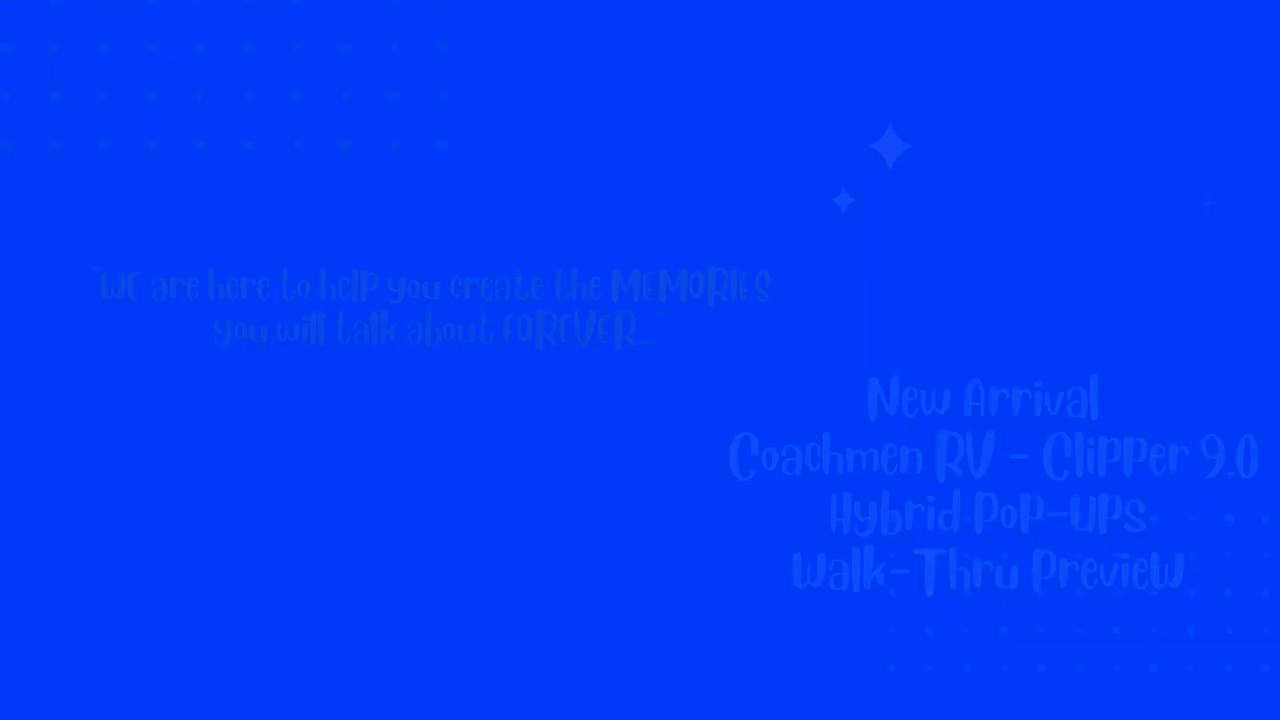 "WE are here to help you create the MEMORIES
you will talk about FOREVER..."
New Arrival
Coachmen RV - Clipper 9.0
Hybrid Pop-Ups
Walk-Thru Preview